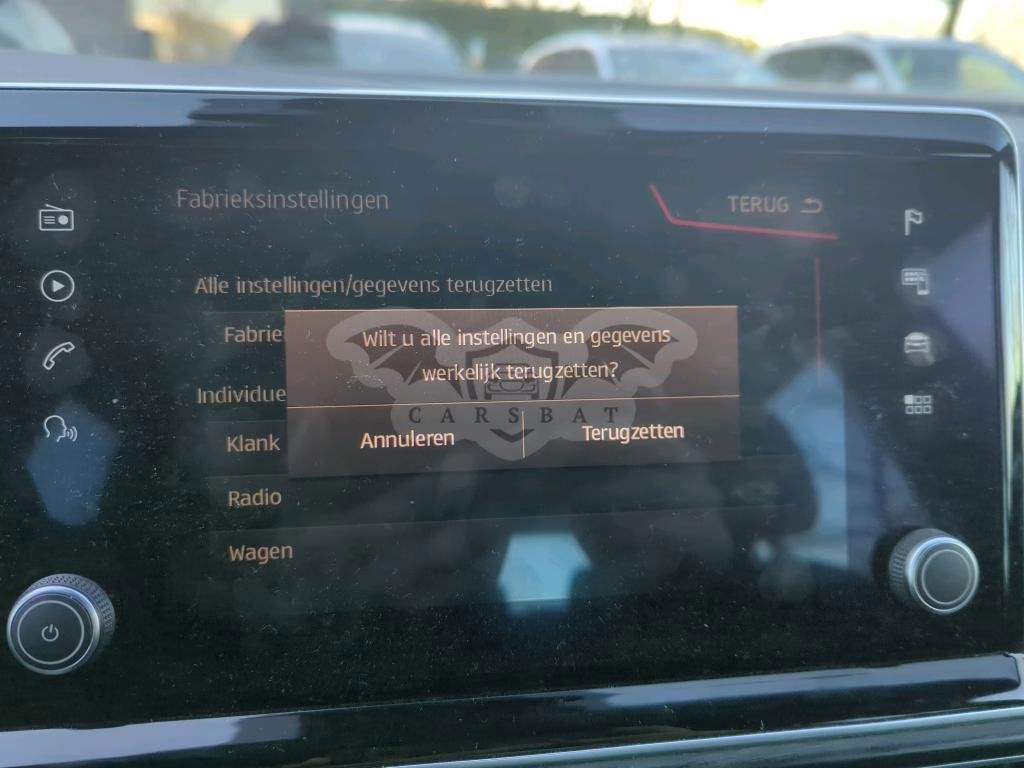 Fabrieksinstellingen
TERUG
Alle instellingen/gegevens terugzetten
Fabrie
Wilt u alle instellingen en gegevens
werkelijk terugzetten?
Individue
CARSBAT
Klank
Annuleren
Terugzetten
Radio
Wagen